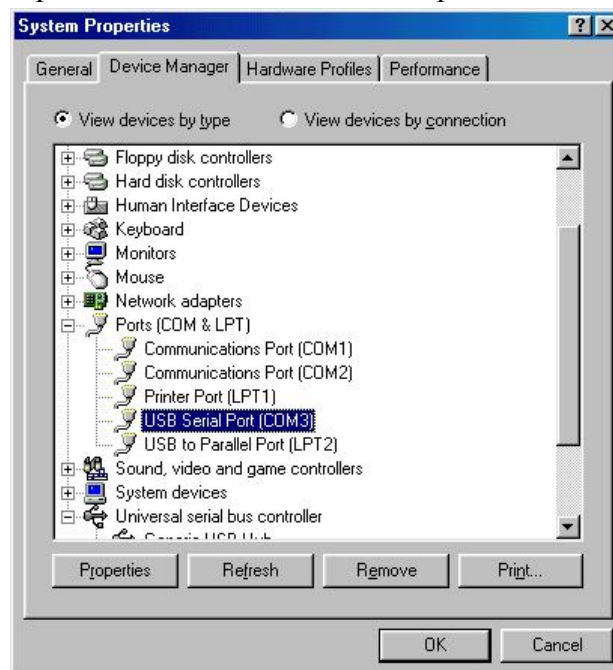 System Properties
General Device Manager Hardware Profiles Performance
View devices by type View devices by connection
Floppy disk controllers
Hard disk controllers
Human Interface Devices
Keyboard
Monitors
Mouse
Network adapters
Ports (COM & LPT)
Communications Port (COM1)
Communications Port (COM2)
Printer Port (LPT1)
USB Serial Port (COM3)
USB to Parallel Port (LPT2)
Sound, video and game controllers
System devices
Universal serial bus controller
Properties Refresh Remove Print...
OK Cancel